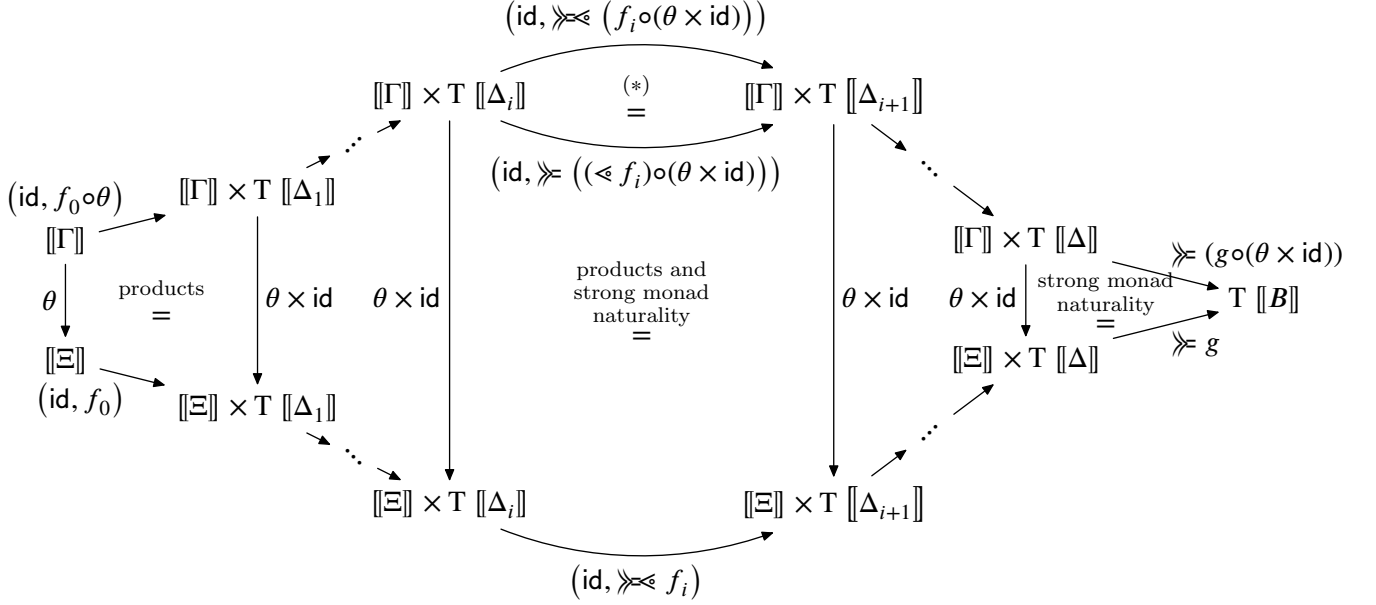 (id, ⋙⋘ (f_i∘(θ × id)))
⟦Γ⟧ × T ⟦Δ_i⟧
(∗)
=
⟦Γ⟧ × T ⟦Δ_{i+1}⟧
(id, ⋙= ((⋖ f_i)∘(θ × id)))
⋰
⋱
(id, f_0∘θ)
⟦Γ⟧ × T ⟦Δ_1⟧
⟦Γ⟧
⟦Γ⟧ × T ⟦Δ⟧
⋙= (g∘(θ × id))
θ
products
=
θ × id
θ × id
products and
strong monad
naturality
=
θ × id
θ × id
strong monad
naturality
=
T ⟦B⟧
⟦Ξ⟧
⟦Ξ⟧ × T ⟦Δ⟧
⋙= g
(id, f_0)
⟦Ξ⟧ × T ⟦Δ_1⟧
⋱
⋰
⟦Ξ⟧ × T ⟦Δ_i⟧
⟦Ξ⟧ × T ⟦Δ_{i+1}⟧
(id, ⋙⋘ f_i)